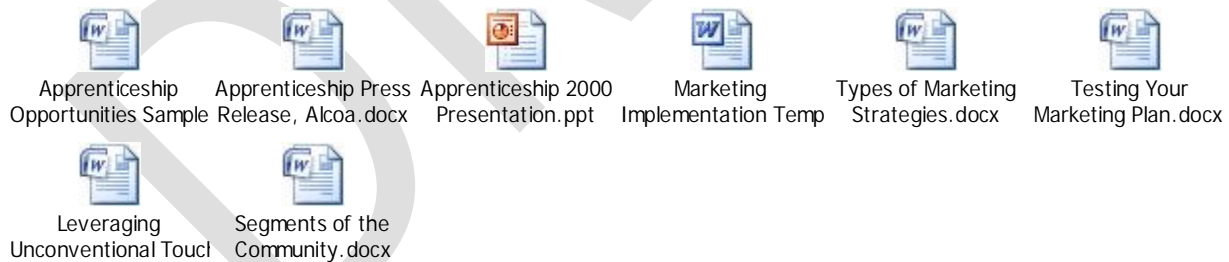 Apprenticeship Opportunities Sample
Apprenticeship Press Release, Alcoa.docx
Apprenticeship 2000 Presentation.ppt
Marketing Implementation Temp
Types of Marketing Strategies.docx
Testing Your Marketing Plan.docx
Leveraging Unconventional Touch
Segments of the Community.docx